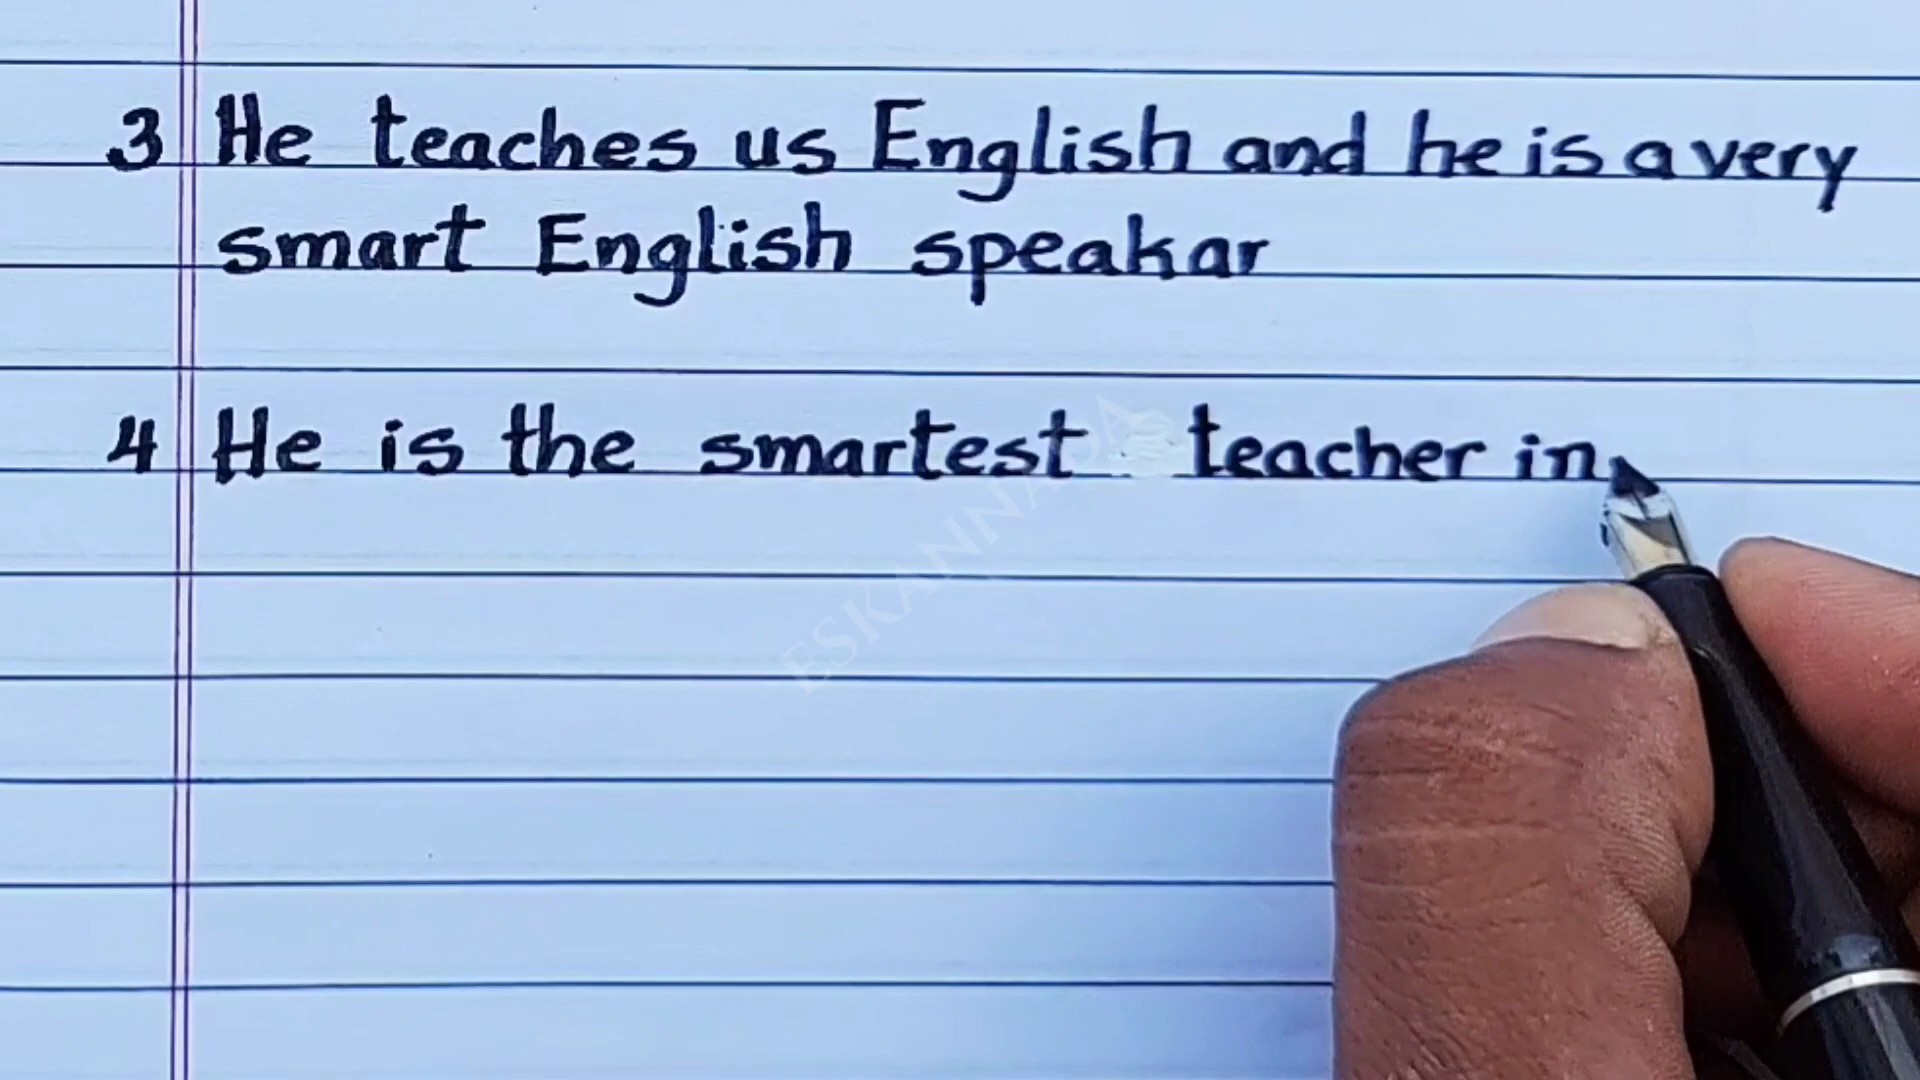 3 He teaches us English and he is a very
smart English speakar
4 He is the smartest teacher in
ESKANNADA